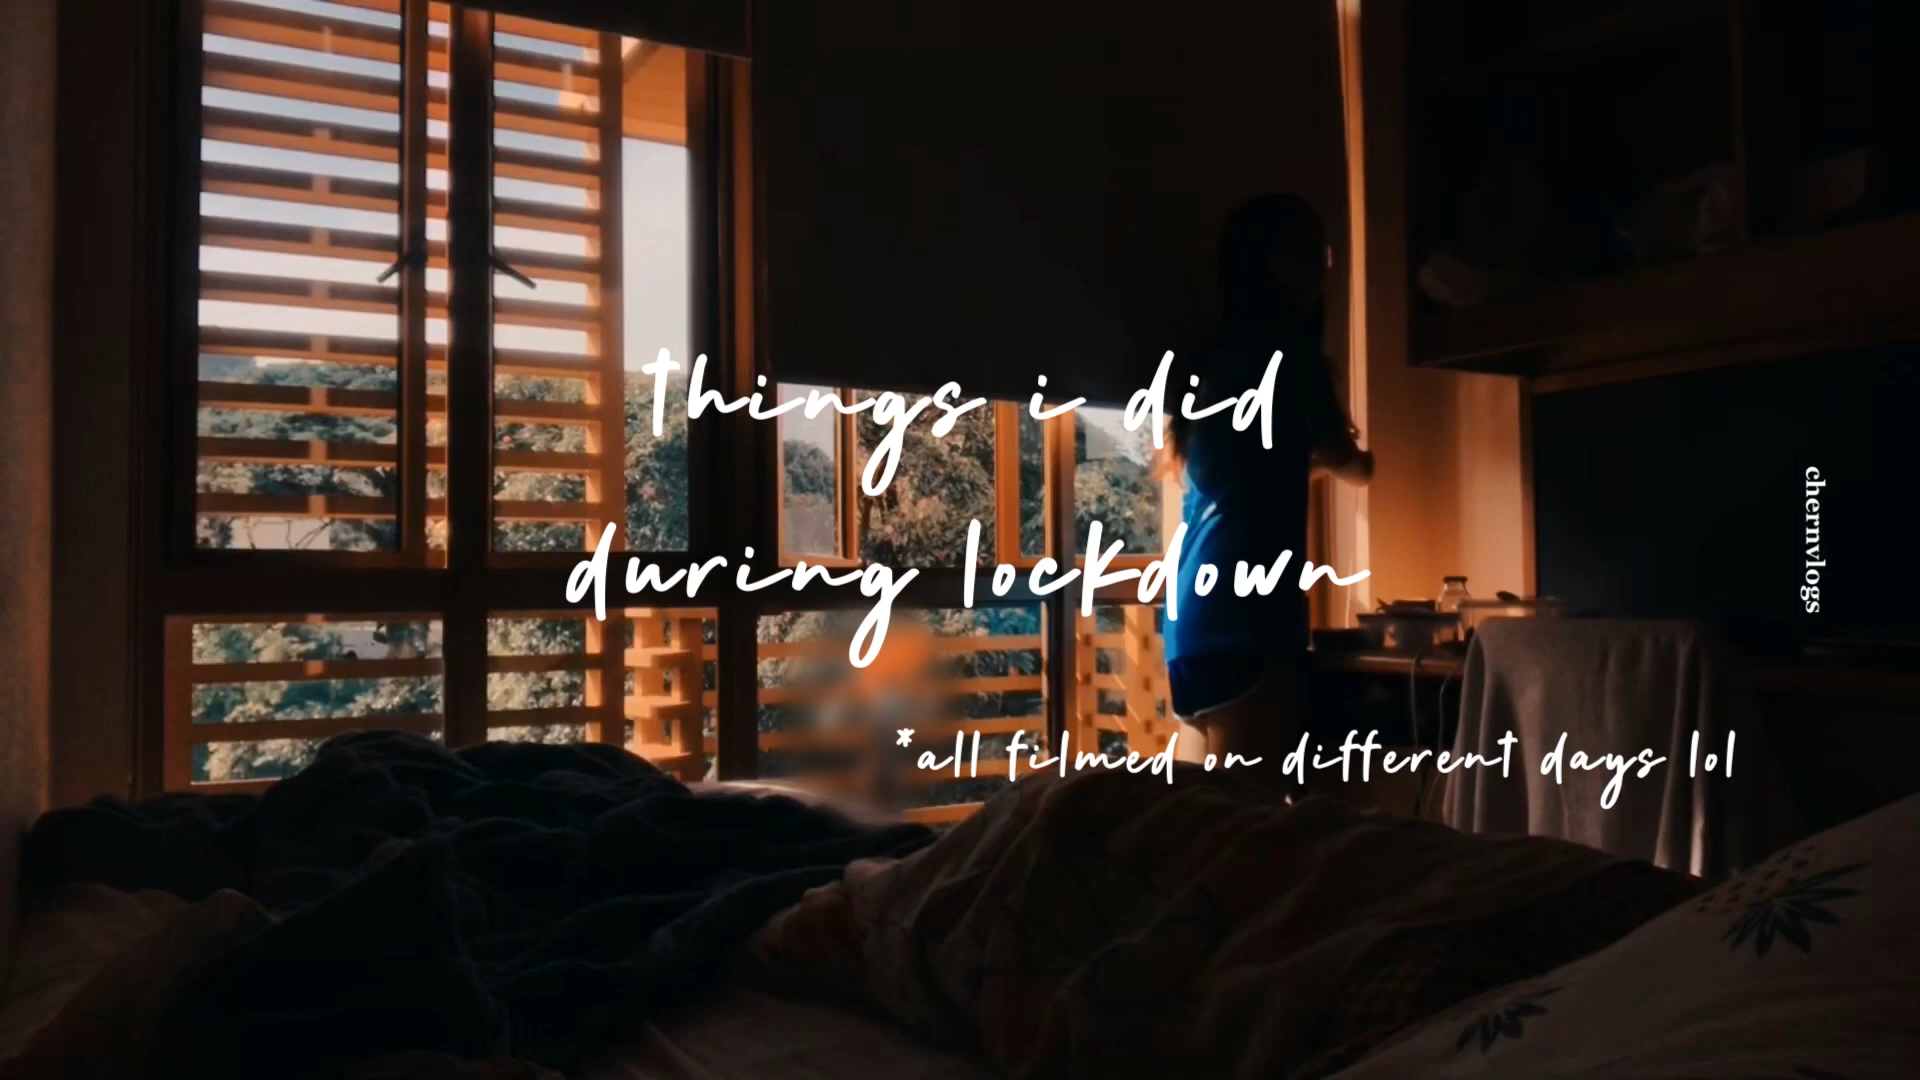 things i did
during lockdown
*all filmed on different days lol
chernvlogs